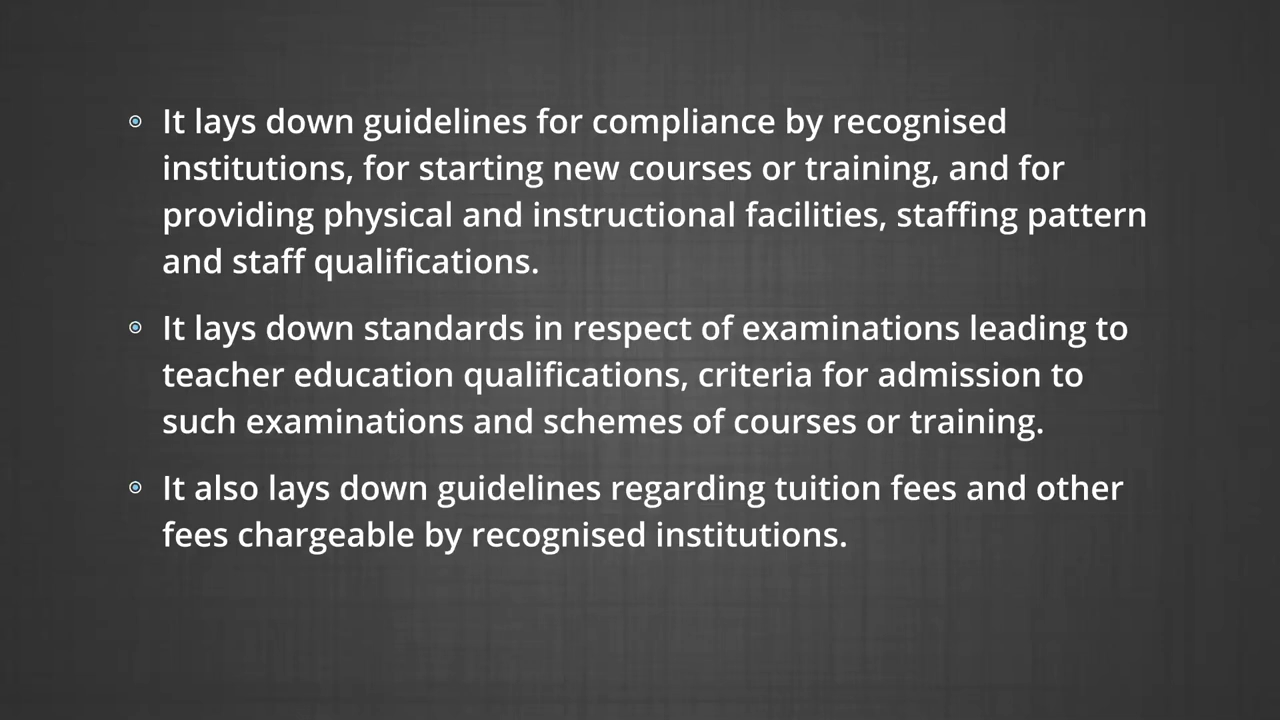 It lays down guidelines for compliance by recognised
institutions, for starting new courses or training, and for
providing physical and instructional facilities, staffing pattern
and staff qualifications.
It lays down standards in respect of examinations leading to
teacher education qualifications, criteria for admission to
such examinations and schemes of courses or training.
It also lays down guidelines regarding tuition fees and other
fees chargeable by recognised institutions.